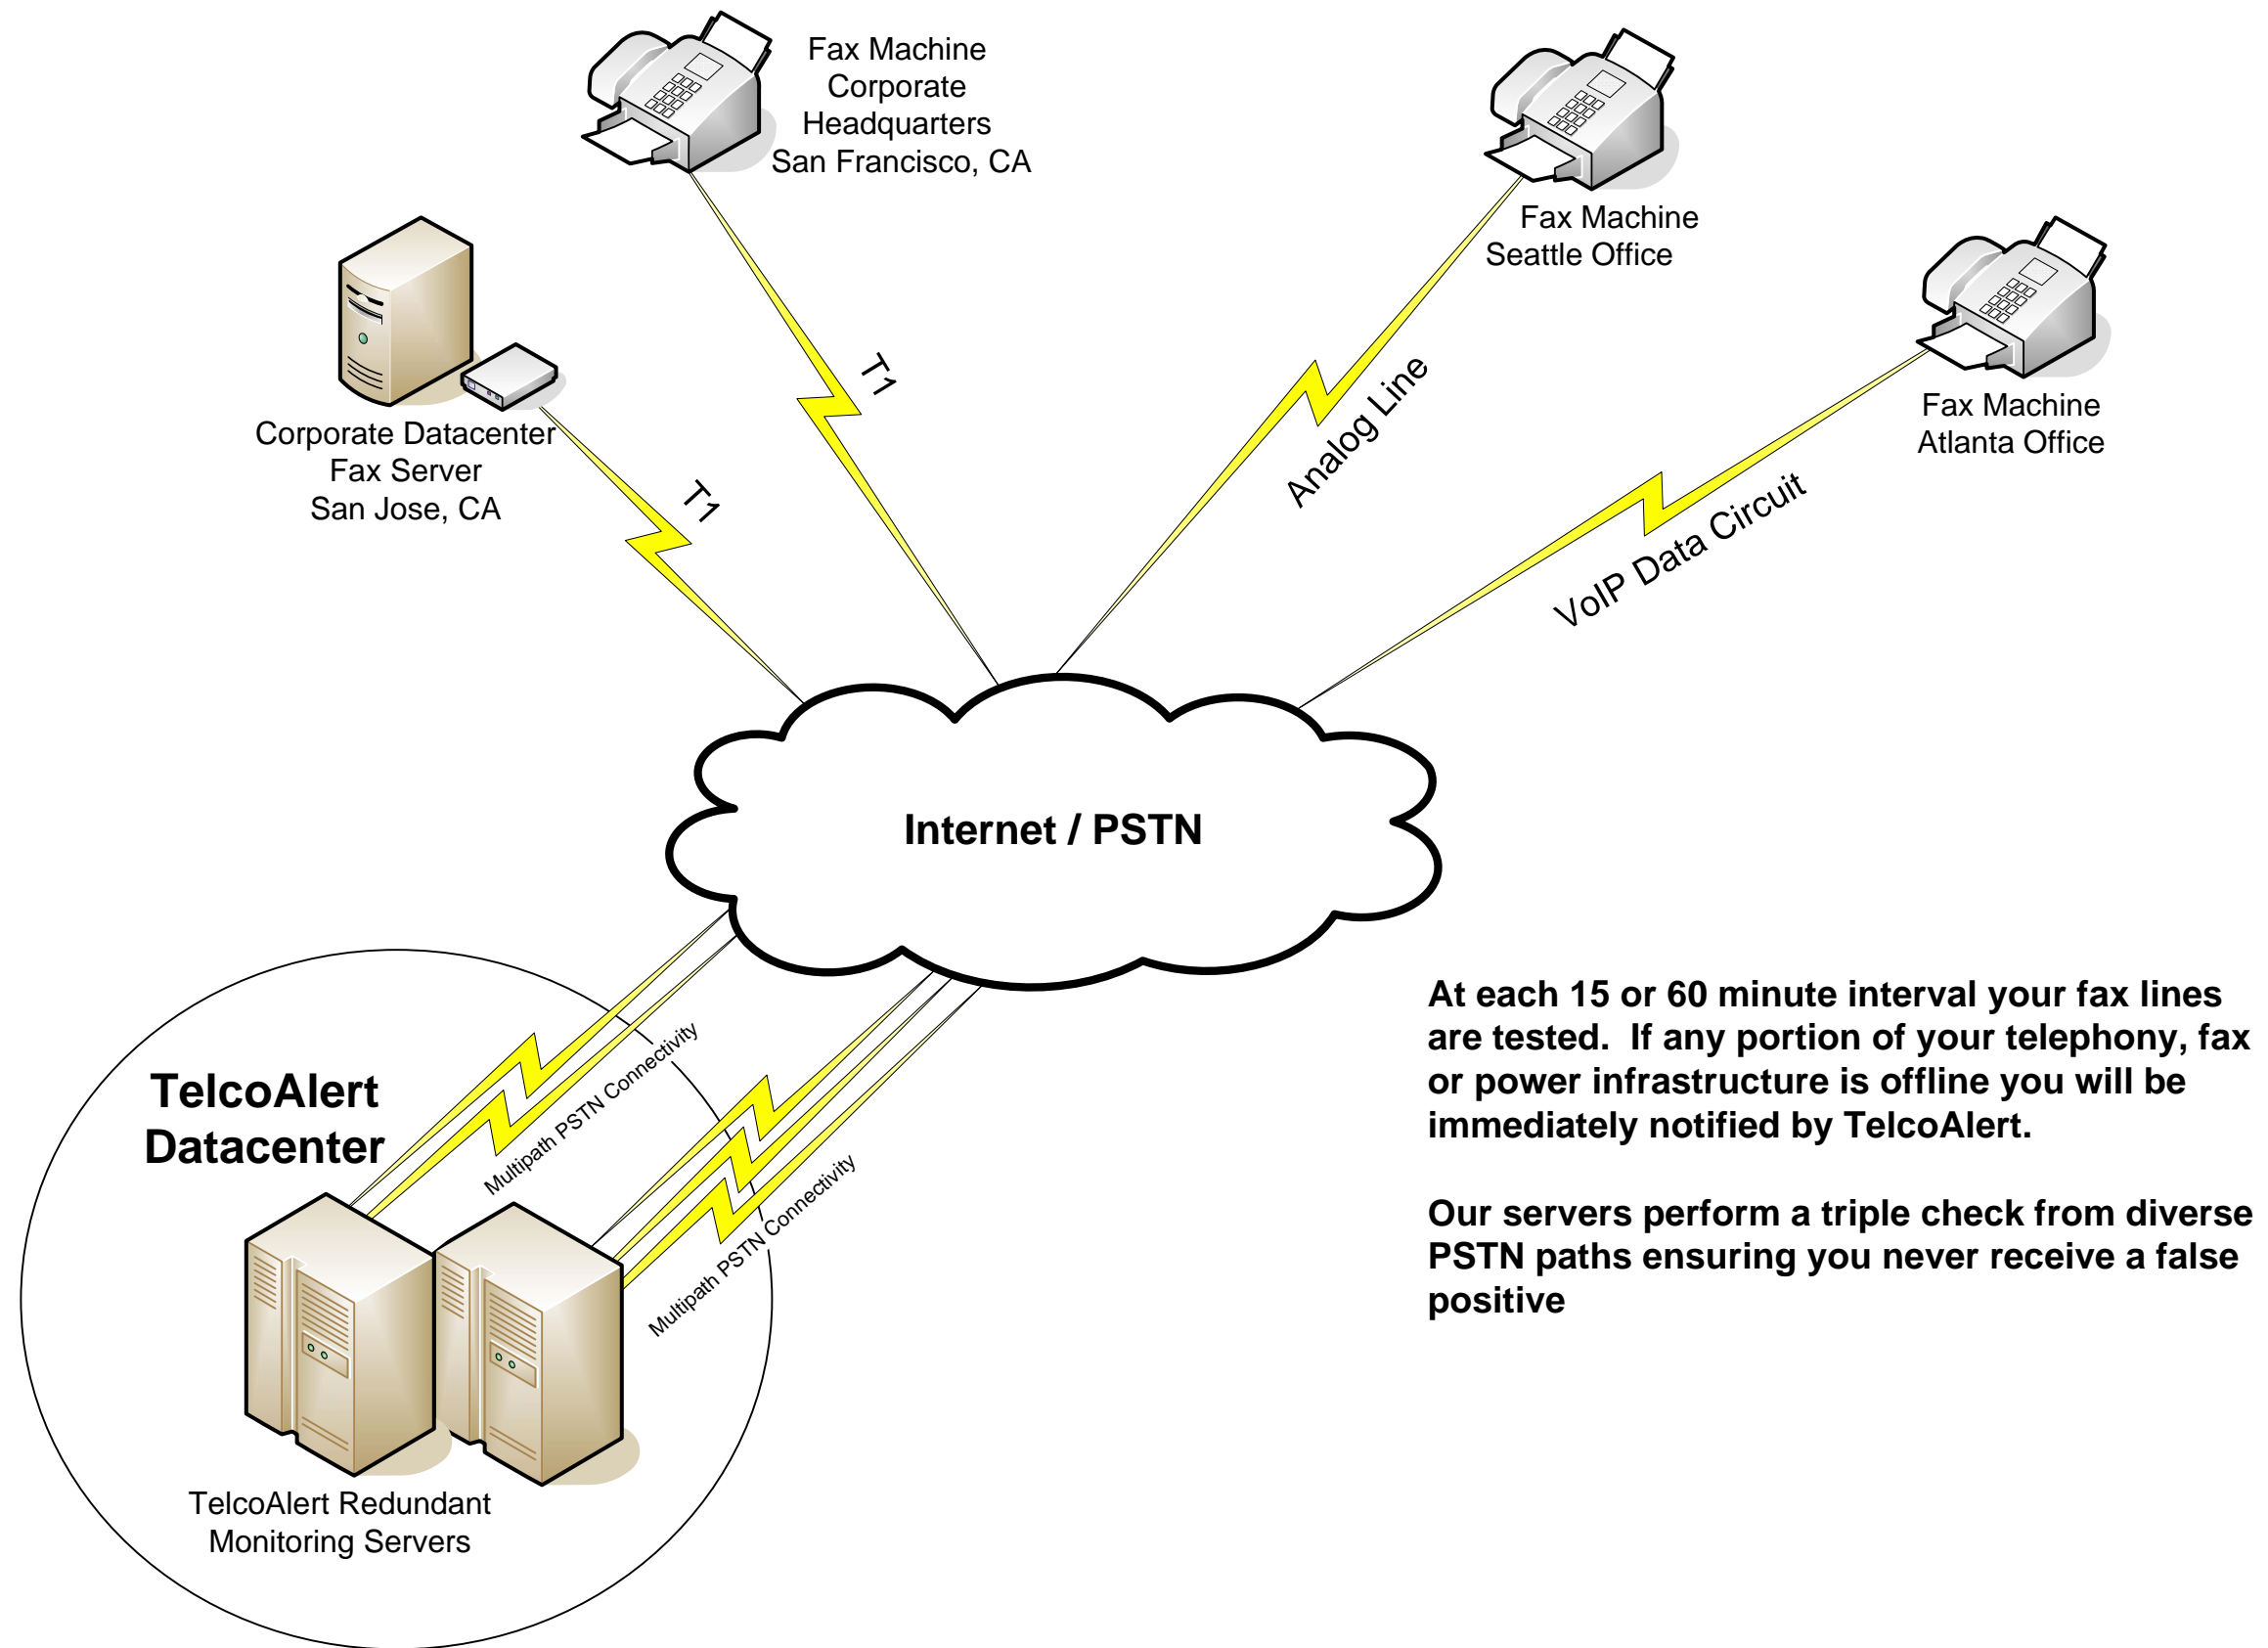 Fax Machine
Corporate
Headquarters
San Francisco, CA
Fax Machine
Seattle Office
Fax Machine
Atlanta Office
Corporate Datacenter
Fax Server
San Jose, CA
T1
T1
Analog Line
VoIP Data Circuit
Internet / PSTN
TelcoAlert
Datacenter
Multipath PSTN Connectivity
Multipath PSTN Connectivity
TelcoAlert Redundant
Monitoring Servers
At each 15 or 60 minute interval your fax lines
are tested.  If any portion of your telephony, fax
or power infrastructure is offline you will be
immediately notified by TelcoAlert.
Our servers perform a triple check from diverse
PSTN paths ensuring you never receive a false
positive